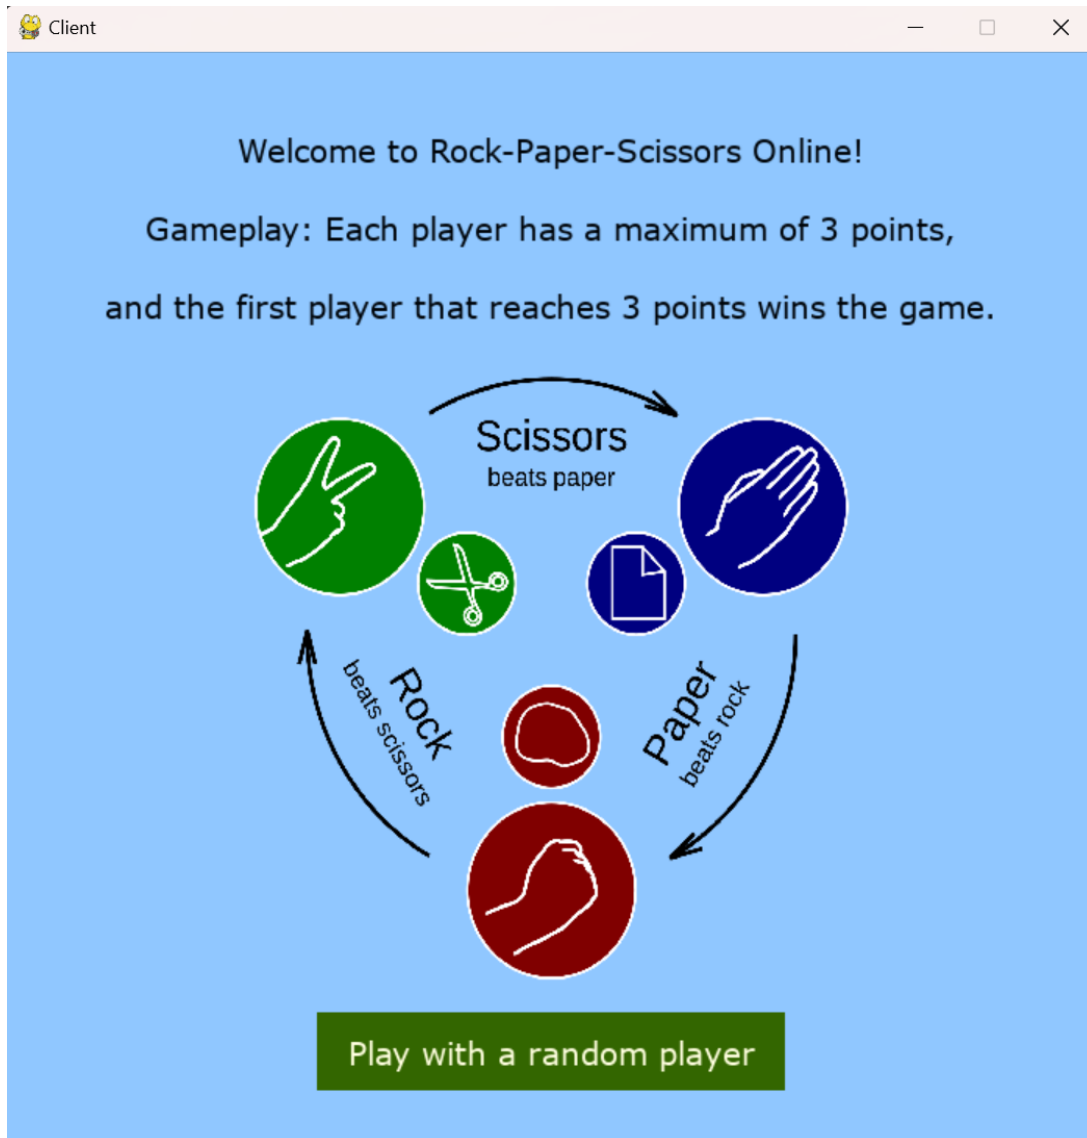 Client
Welcome to Rock-Paper-Scissors Online!
Gameplay: Each player has a maximum of 3 points,
and the first player that reaches 3 points wins the game.
Scissors
beats paper
Rock
beats scissors
Paper
beats rock
Play with a random player